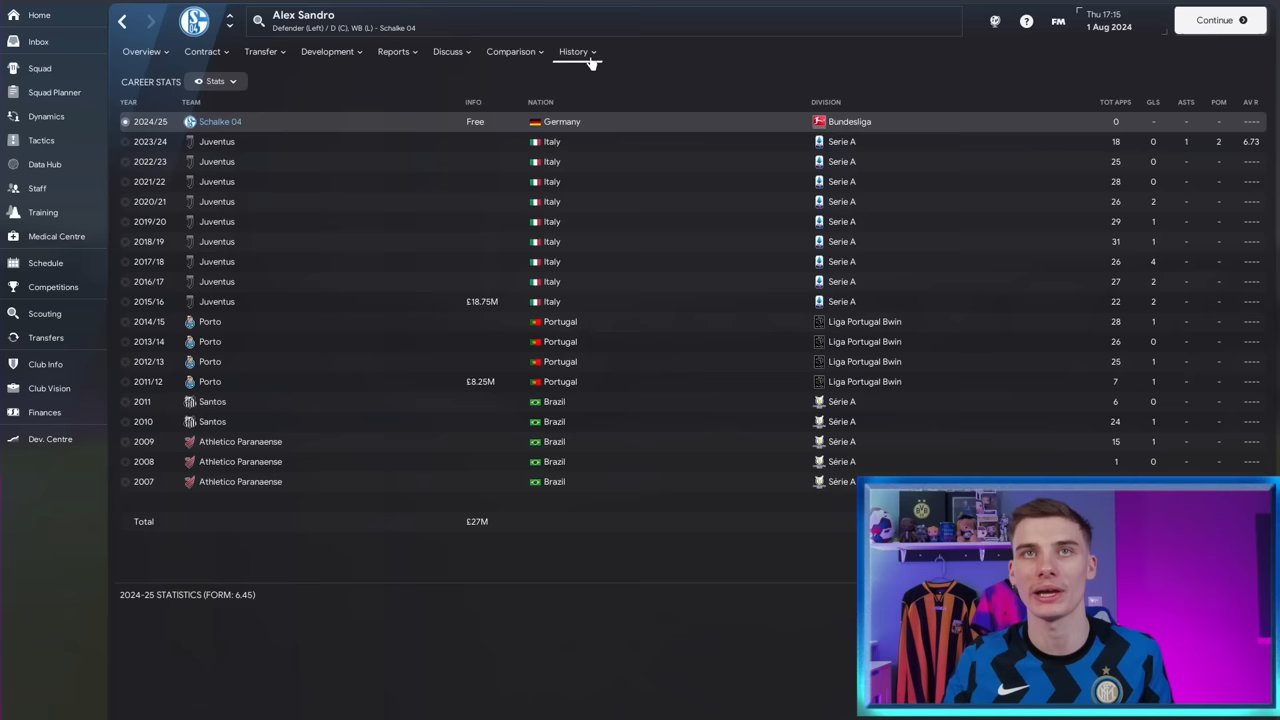 Home
Inbox
Squad
Squad Planner
Dynamics
Tactics
Data Hub
Staff
Training
Medical Centre
Schedule
Competitions
Scouting
Transfers
Club Info
Club Vision
Finances
Dev. Centre
Alex Sandro
Defender (Left) / D (C), WB (L) - Schalke 04
FM
Thu 17:15
1 Aug 2024
Continue
Overview Contract Transfer Development Reports Discuss Comparison History
CAREER STATS Stats
YEAR TEAM INFO NATION DIVISION TOT APPS GLS ASTS POM AV R
2024/25 Schalke 04 Free Germany Bundesliga 0 - - - ----
2023/24 Juventus Italy Serie A 18 0 1 2 6.73
2022/23 Juventus Italy Serie A 25 0 - - ----
2021/22 Juventus Italy Serie A 28 0 - - ----
2020/21 Juventus Italy Serie A 26 2 - - ----
2019/20 Juventus Italy Serie A 29 1 - - ----
2018/19 Juventus Italy Serie A 31 1 - - ----
2017/18 Juventus Italy Serie A 26 4 - - ----
2016/17 Juventus Italy Serie A 27 2 - - ----
2015/16 Juventus £18.75M Italy Serie A 22 2 - - ----
2014/15 Porto Portugal Liga Portugal Bwin 28 1 - - ----
2013/14 Porto Portugal Liga Portugal Bwin 26 0 - - ----
2012/13 Porto Portugal Liga Portugal Bwin 25 1 - - ----
2011/12 Porto £8.25M Portugal Liga Portugal Bwin 7 1 - - ----
2011 Santos Brazil Série A 6 0 - - ----
2010 Santos Brazil Série A 24 1 - - ----
2009 Athletico Paranaense Brazil Série A 15 1 - - ----
2008 Athletico Paranaense Brazil Série A 1 0 - - ----
2007 Athletico Paranaense Brazil Série A
Total £27M
2024-25 STATISTICS (FORM: 6.45)